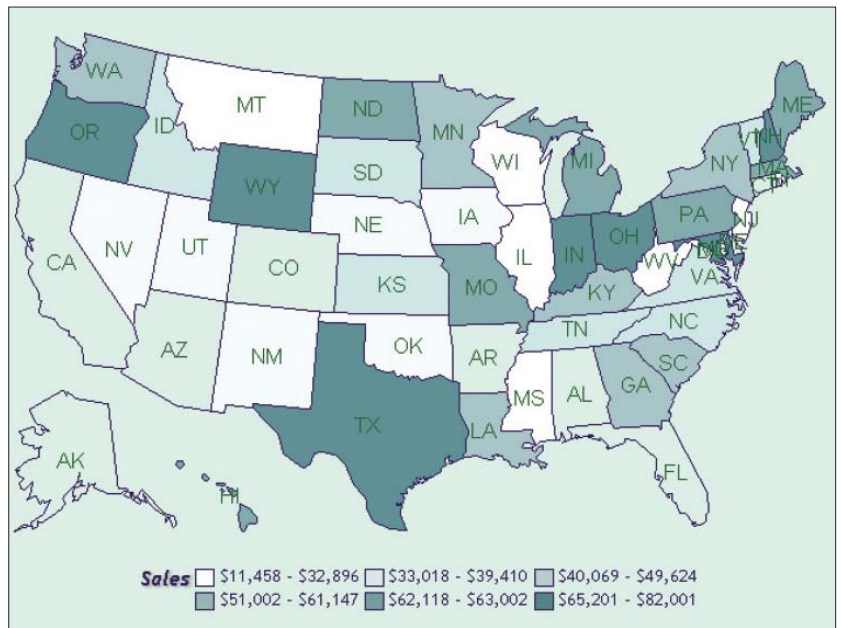 WA
MT
ND
MN
ME
OR
ID
VT
NH
WI
MI
NY
MA
WY
SD
IA
PA
NJ
NE
NV
UT
IL
IN
OH
CA
CO
WV
VA
KS
MO
KY
AZ
NM
OK
TN
NC
AR
SC
MS
AL
GA
TX
LA
AK
HI
FL
Sales $11,458 - $32,896 $33,018 - $39,410 $40,069 - $49,624
$51,002 - $61,147 $62,118 - $63,002 $65,201 - $82,001